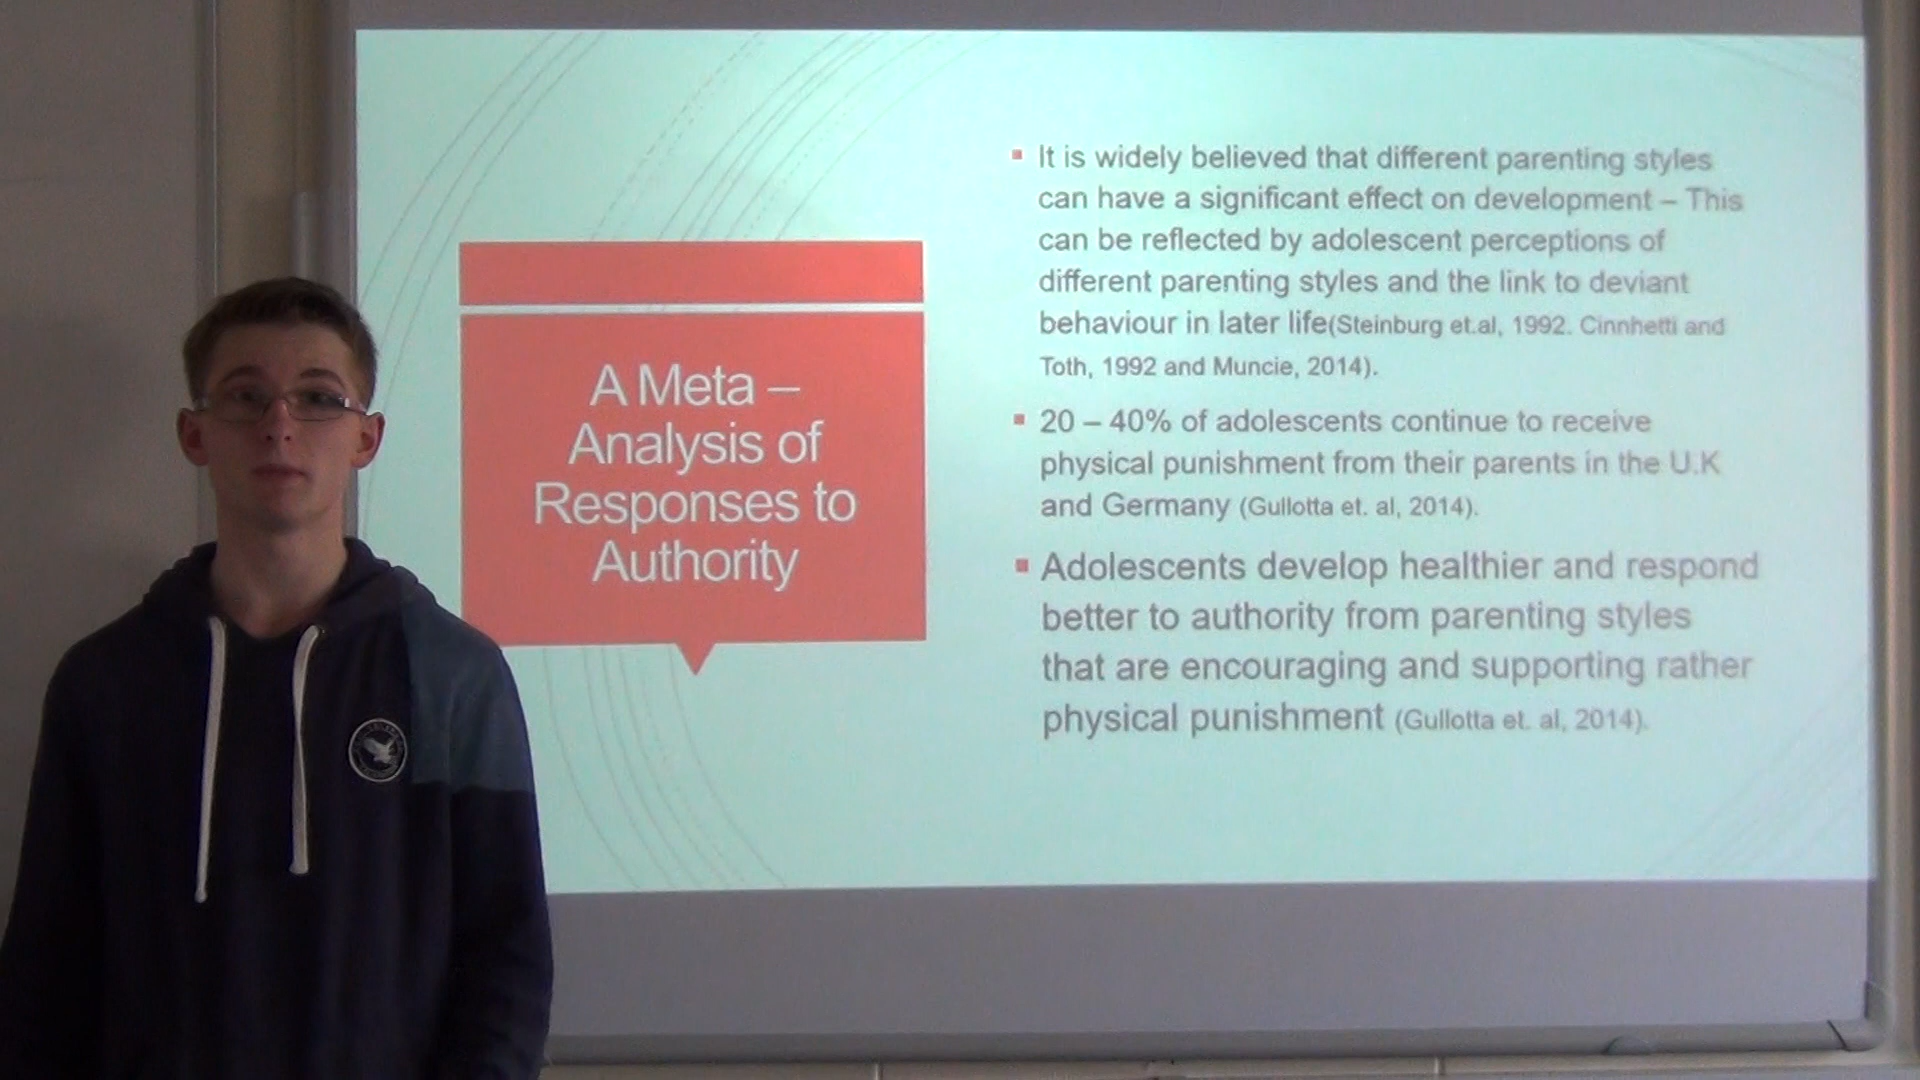 A Meta –
Analysis of
Responses to
Authority
It is widely believed that different parenting styles
can have a significant effect on development – This
can be reflected by adolescent perceptions of
different parenting styles and the link to deviant
behaviour in later life(Steinburg et.al, 1992. Cinnhetti and
Toth, 1992 and Muncie, 2014).
20 – 40% of adolescents continue to receive
physical punishment from their parents in the U.K
and Germany (Gullotta et. al, 2014).
Adolescents develop healthier and respond
better to authority from parenting styles
that are encouraging and supporting rather
physical punishment (Gullotta et. al, 2014).